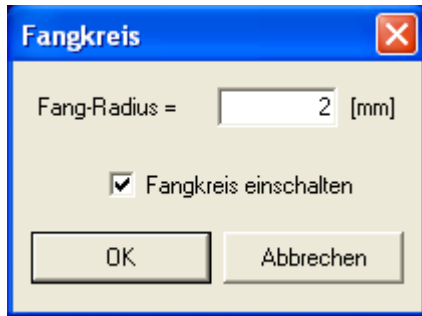 Fangkreis
Fang-Radius = 2 [mm]
Fangkreis einschalten
OK Abbrechen